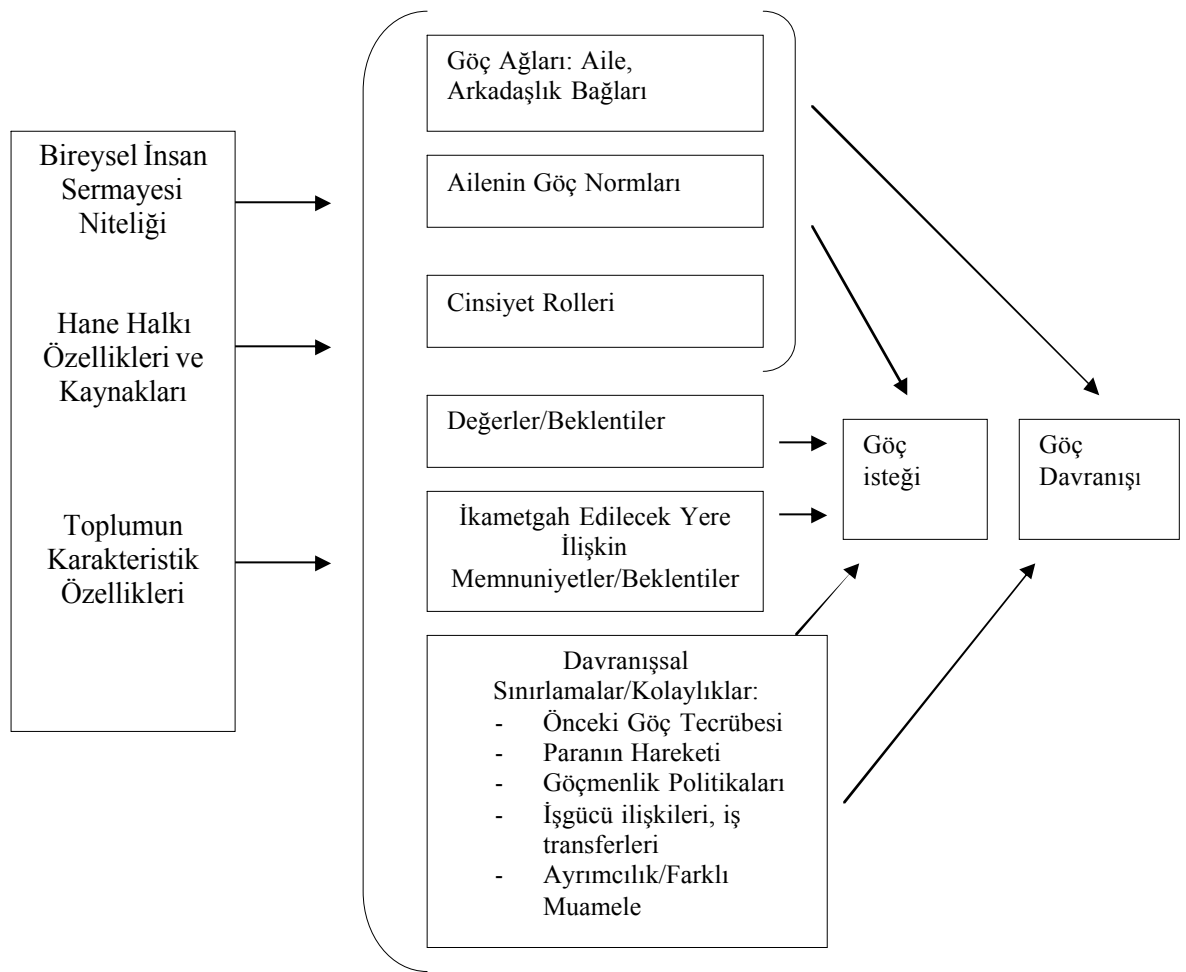 Bireysel İnsan
Sermayesi
Niteliği
Hane Halkı
Özellikleri ve
Kaynakları
Toplumun
Karakteristik
Özellikleri
Göç Ağları: Aile,
Arkadaşlık Bağları
Ailenin Göç Normları
Cinsiyet Rolleri
Değerler/Beklentiler
İkametgah Edilecek Yere
İlişkin
Memnuniyetler/Beklentiler
Davranışsal
Sınırlamalar/Kolaylıklar:
- Önceki Göç Tecrübesi
- Paranın Hareketi
- Göçmenlik Politikaları
- İşgücü ilişkileri, iş
transferleri
- Ayrımcılık/Farklı
Muamele
Göç
isteği
Göç
Davranışı